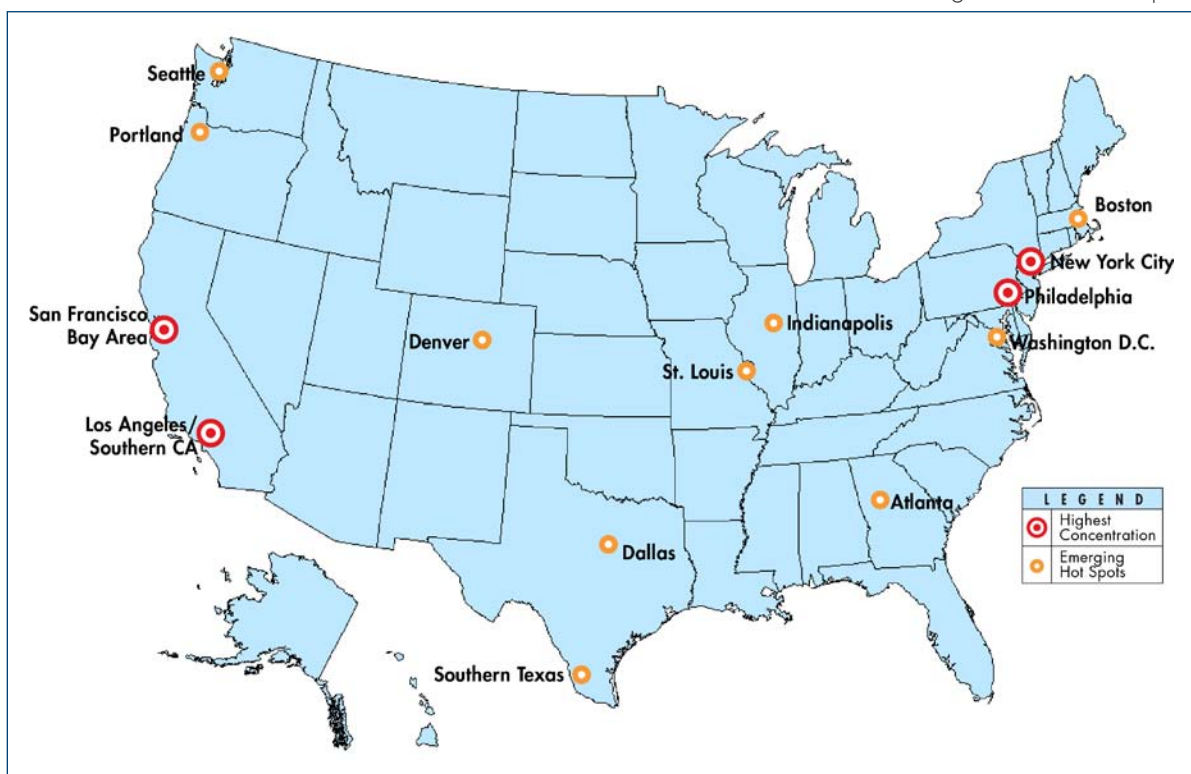 Seattle
Portland
Boston
New York City
Philadelphia
San Francisco
Bay Area
Denver
Indianapolis
Washington D.C.
St. Louis
Los Angeles/
Southern CA
Atlanta
Dallas
Southern Texas
LEGEND
Highest
Concentration
Emerging
Hot Spots